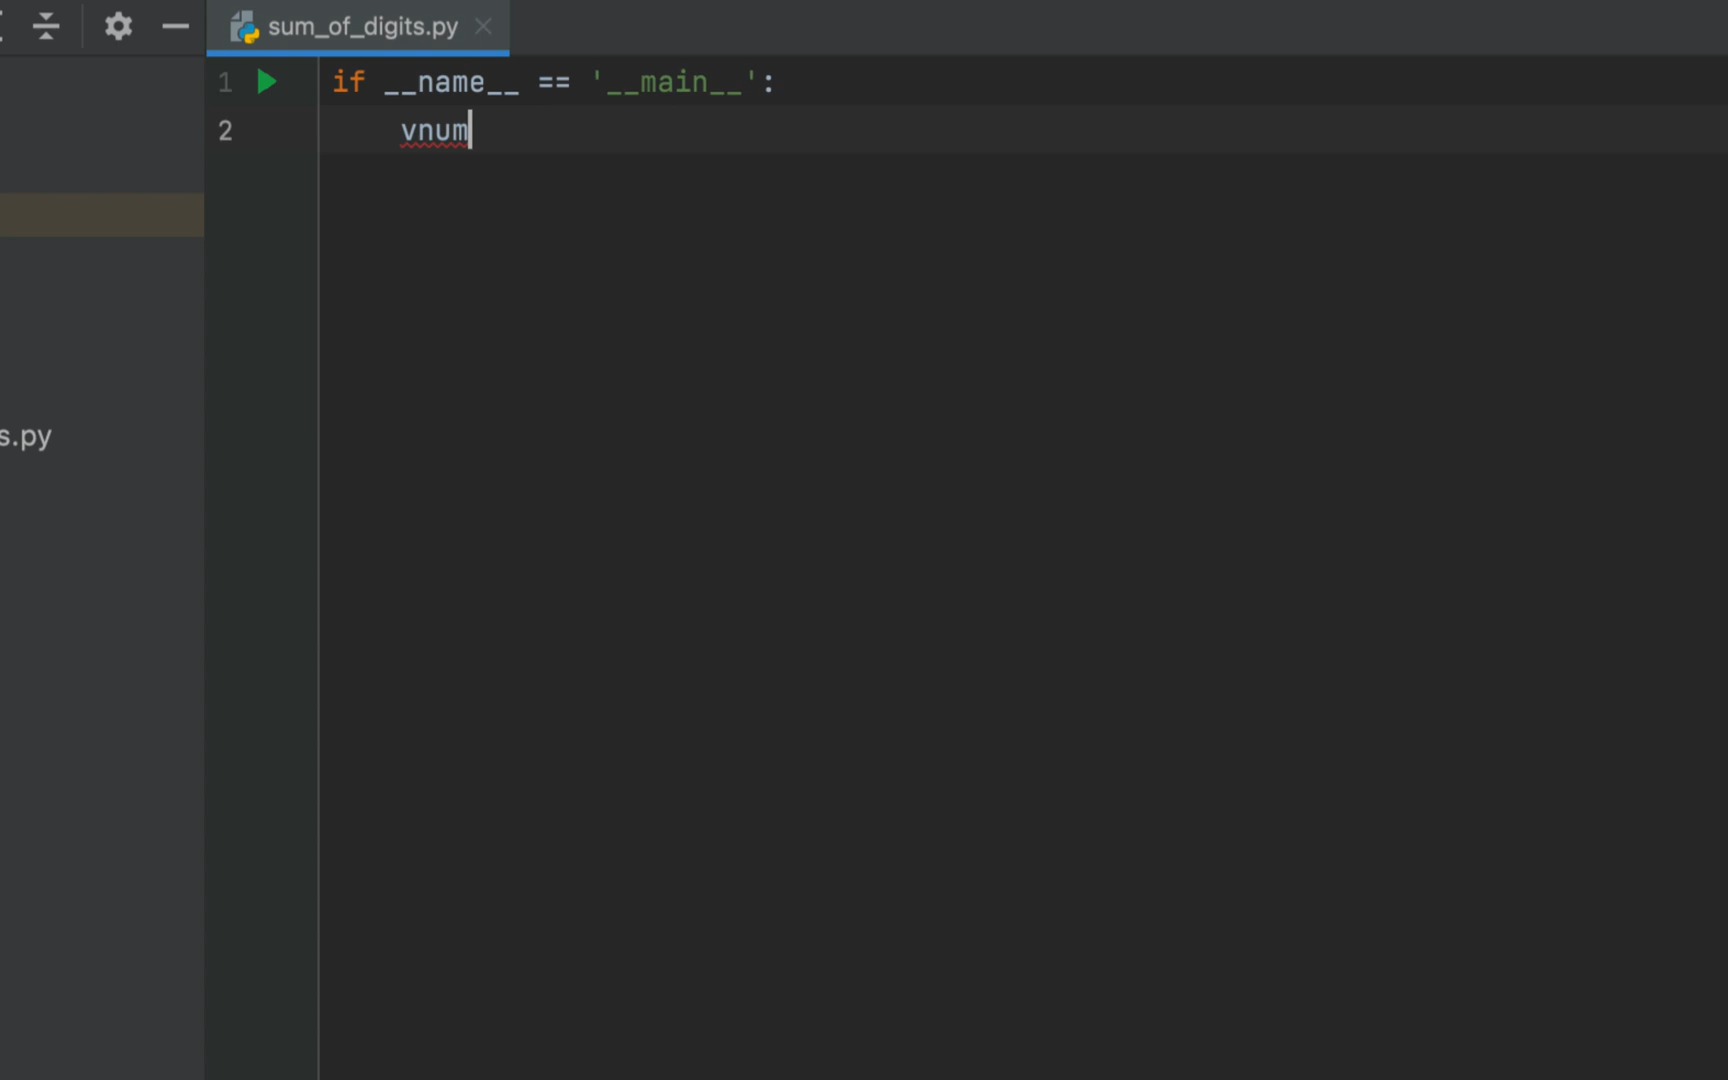 sum_of_digits.py
1 if __name__ == '__main__':
2 vnum
s.py